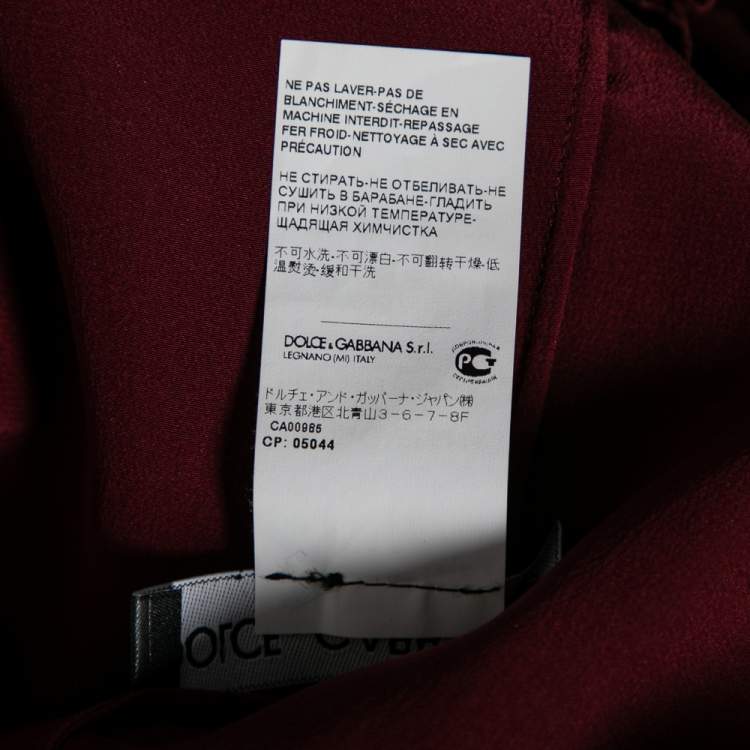 NE PAS LAVER-PAS DE
BLANCHIMENT-SÉCHAGE EN
MACHINE INTERDIT-REPASSAGE
FER FROID-NETTOYAGE À SEC AVEC
PRÉCAUTION
НЕ СТИРАТЬ-НЕ ОТБЕЛИВАТЬ-НЕ
СУШИТЬ В БАРАБАНЕ-ГЛАДИТЬ
ПРИ НИЗКОЙ ТЕМПЕРАТУРЕ-
ЩАДЯЩАЯ ХИМЧИСТКА
不可水洗-不可漂白-不可翻转干燥-低
温熨烫-缓和干洗
DOLCE & GABBANA S.r.l.
LEGNANO (MI) ITALY
РСТ
ドルチェ・アンド・ガッバーナ・ジャパン㈱
東京都港区北青山3-6-7-8F
CA00985
CP: 05044
DOLCE